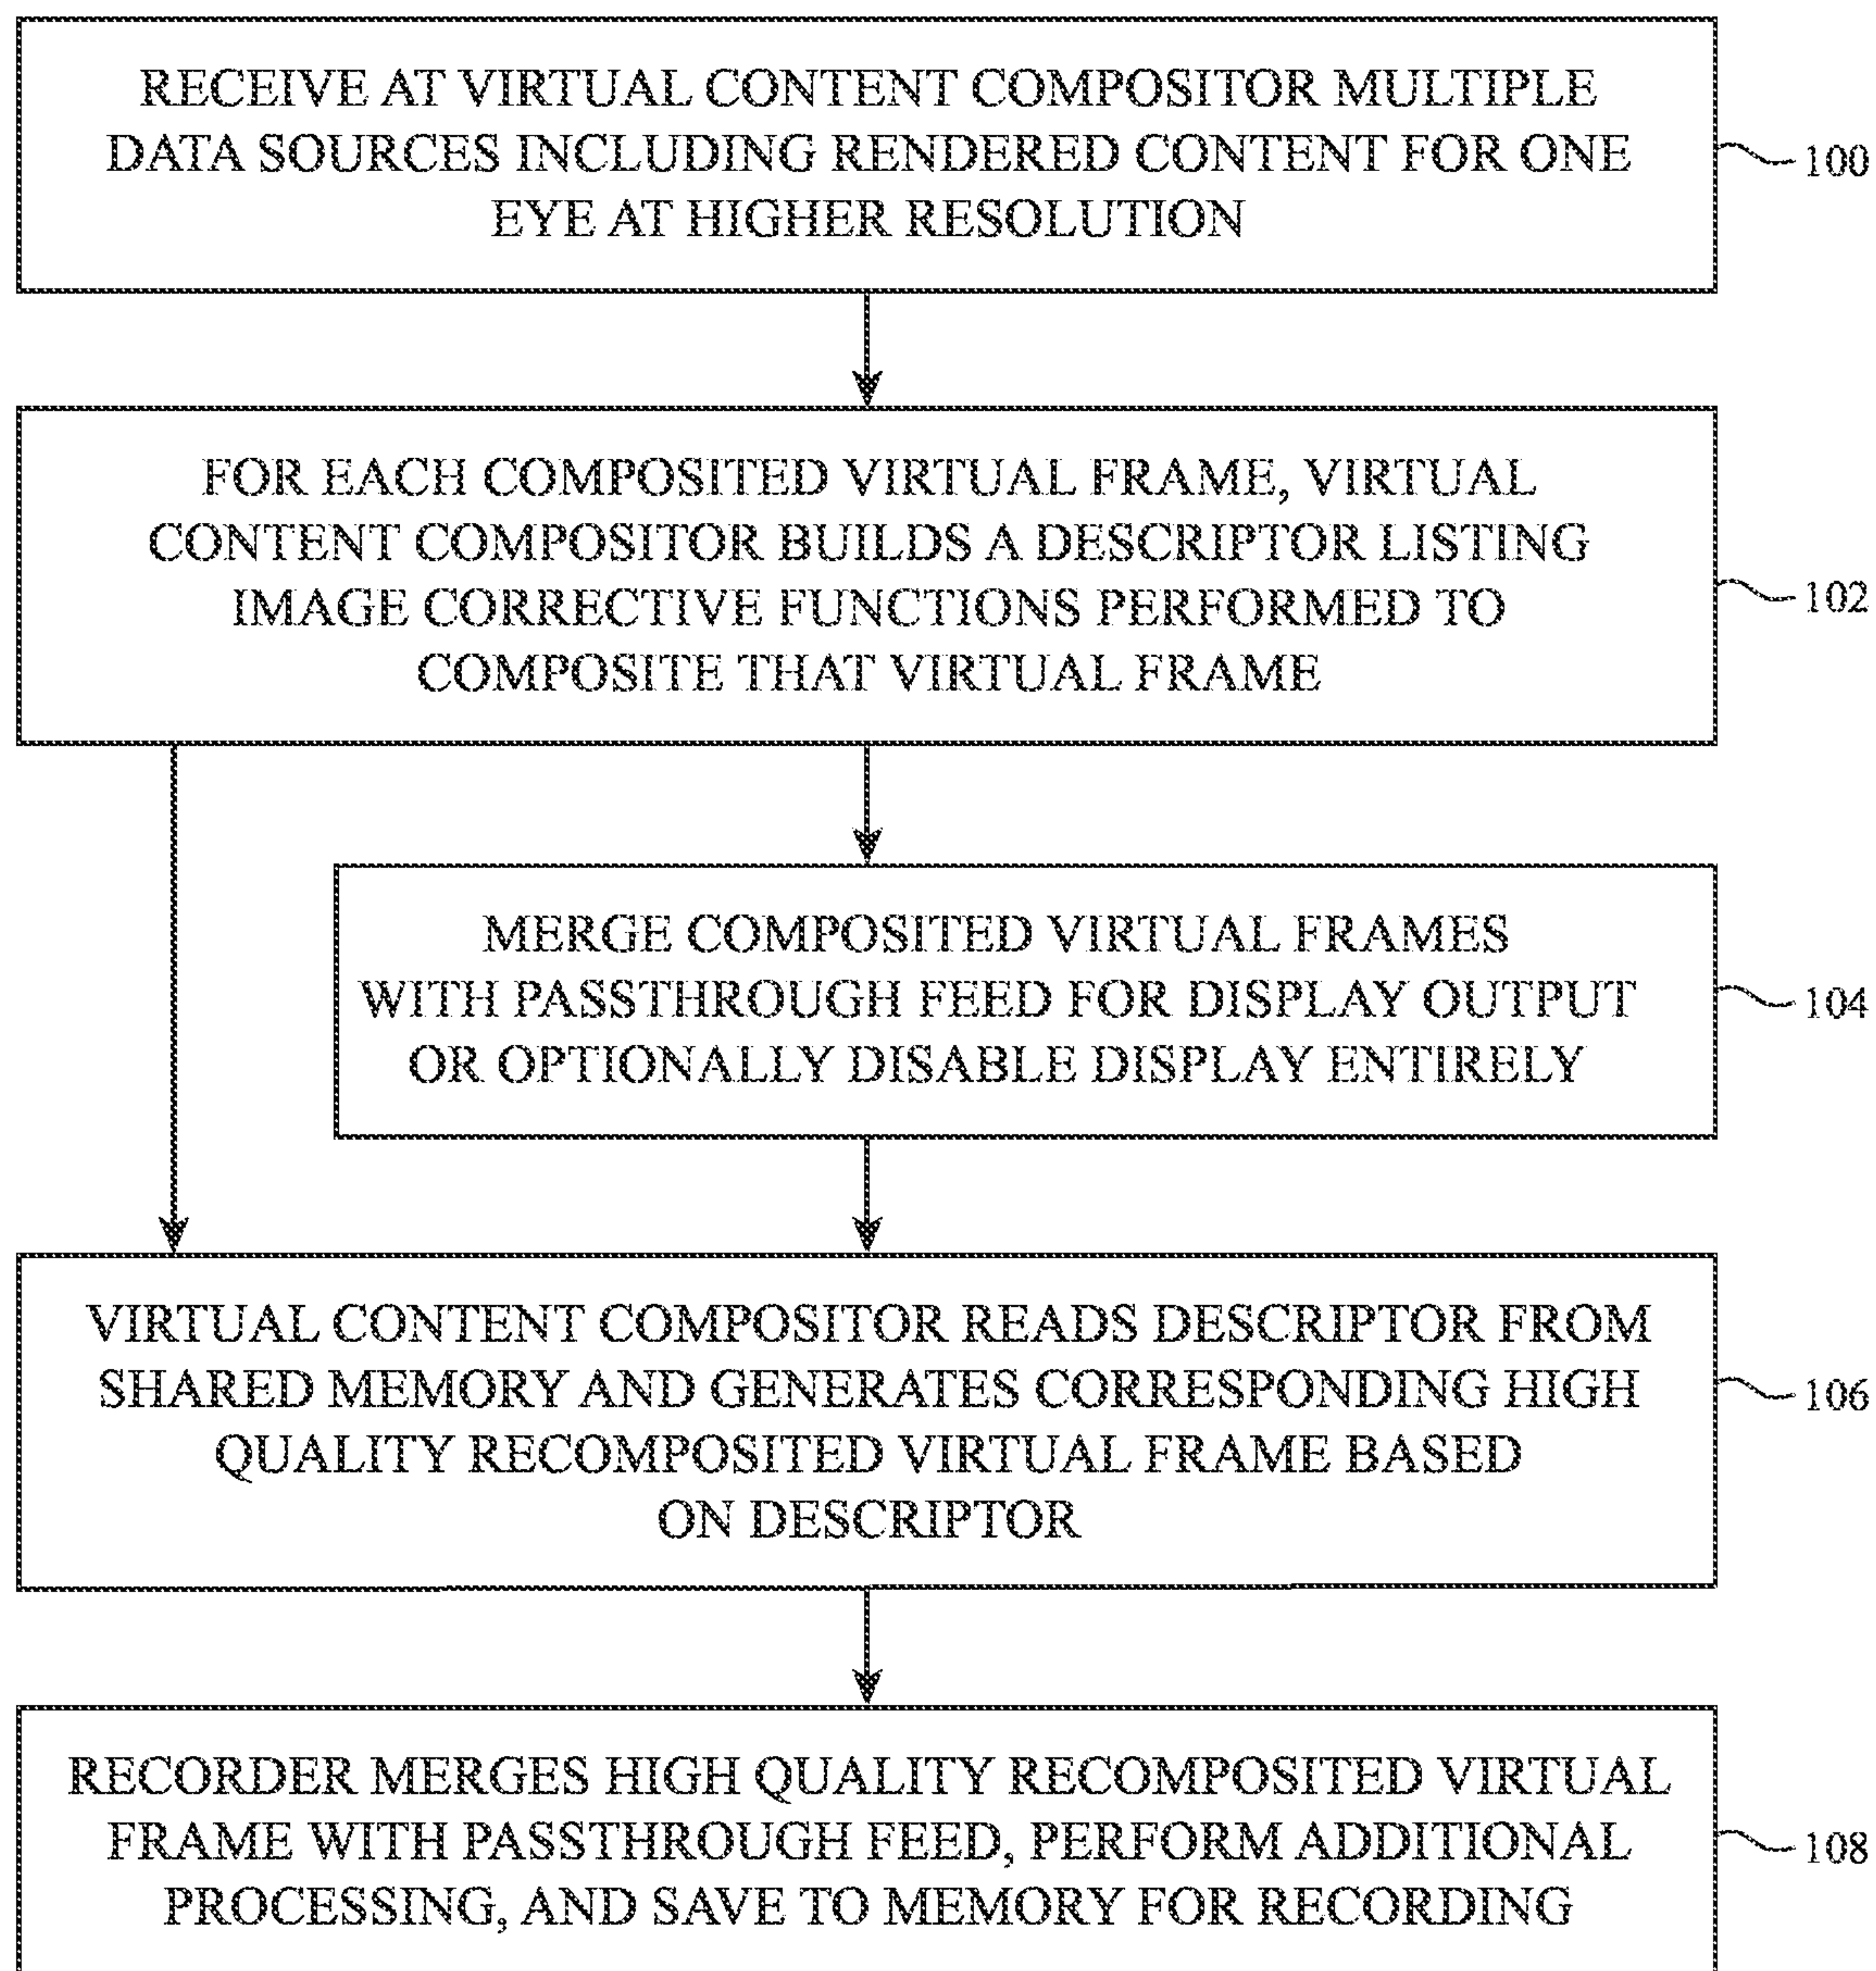 RECEIVE AT VIRTUAL CONTENT COMPOSITOR MULTIPLE
DATA SOURCES INCLUDING RENDERED CONTENT FOR ONE
EYE AT HIGHER RESOLUTION
100
FOR EACH COMPOSITED VIRTUAL FRAME, VIRTUAL
CONTENT COMPOSITOR BUILDS A DESCRIPTOR LISTING
IMAGE CORRECTIVE FUNCTIONS PERFORMED TO
COMPOSITE THAT VIRTUAL FRAME
102
MERGE COMPOSITED VIRTUAL FRAMES
WITH PASSTHROUGH FEED FOR DISPLAY OUTPUT
OR OPTIONALLY DISABLE DISPLAY ENTIRELY
104
VIRTUAL CONTENT COMPOSITOR READS DESCRIPTOR FROM
SHARED MEMORY AND GENERATES CORRESPONDING HIGH
QUALITY RECOMPOSITED VIRTUAL FRAME BASED
ON DESCRIPTOR
106
RECORDER MERGES HIGH QUALITY RECOMPOSITED VIRTUAL
FRAME WITH PASSTHROUGH FEED, PERFORM ADDITIONAL
PROCESSING, AND SAVE TO MEMORY FOR RECORDING
108